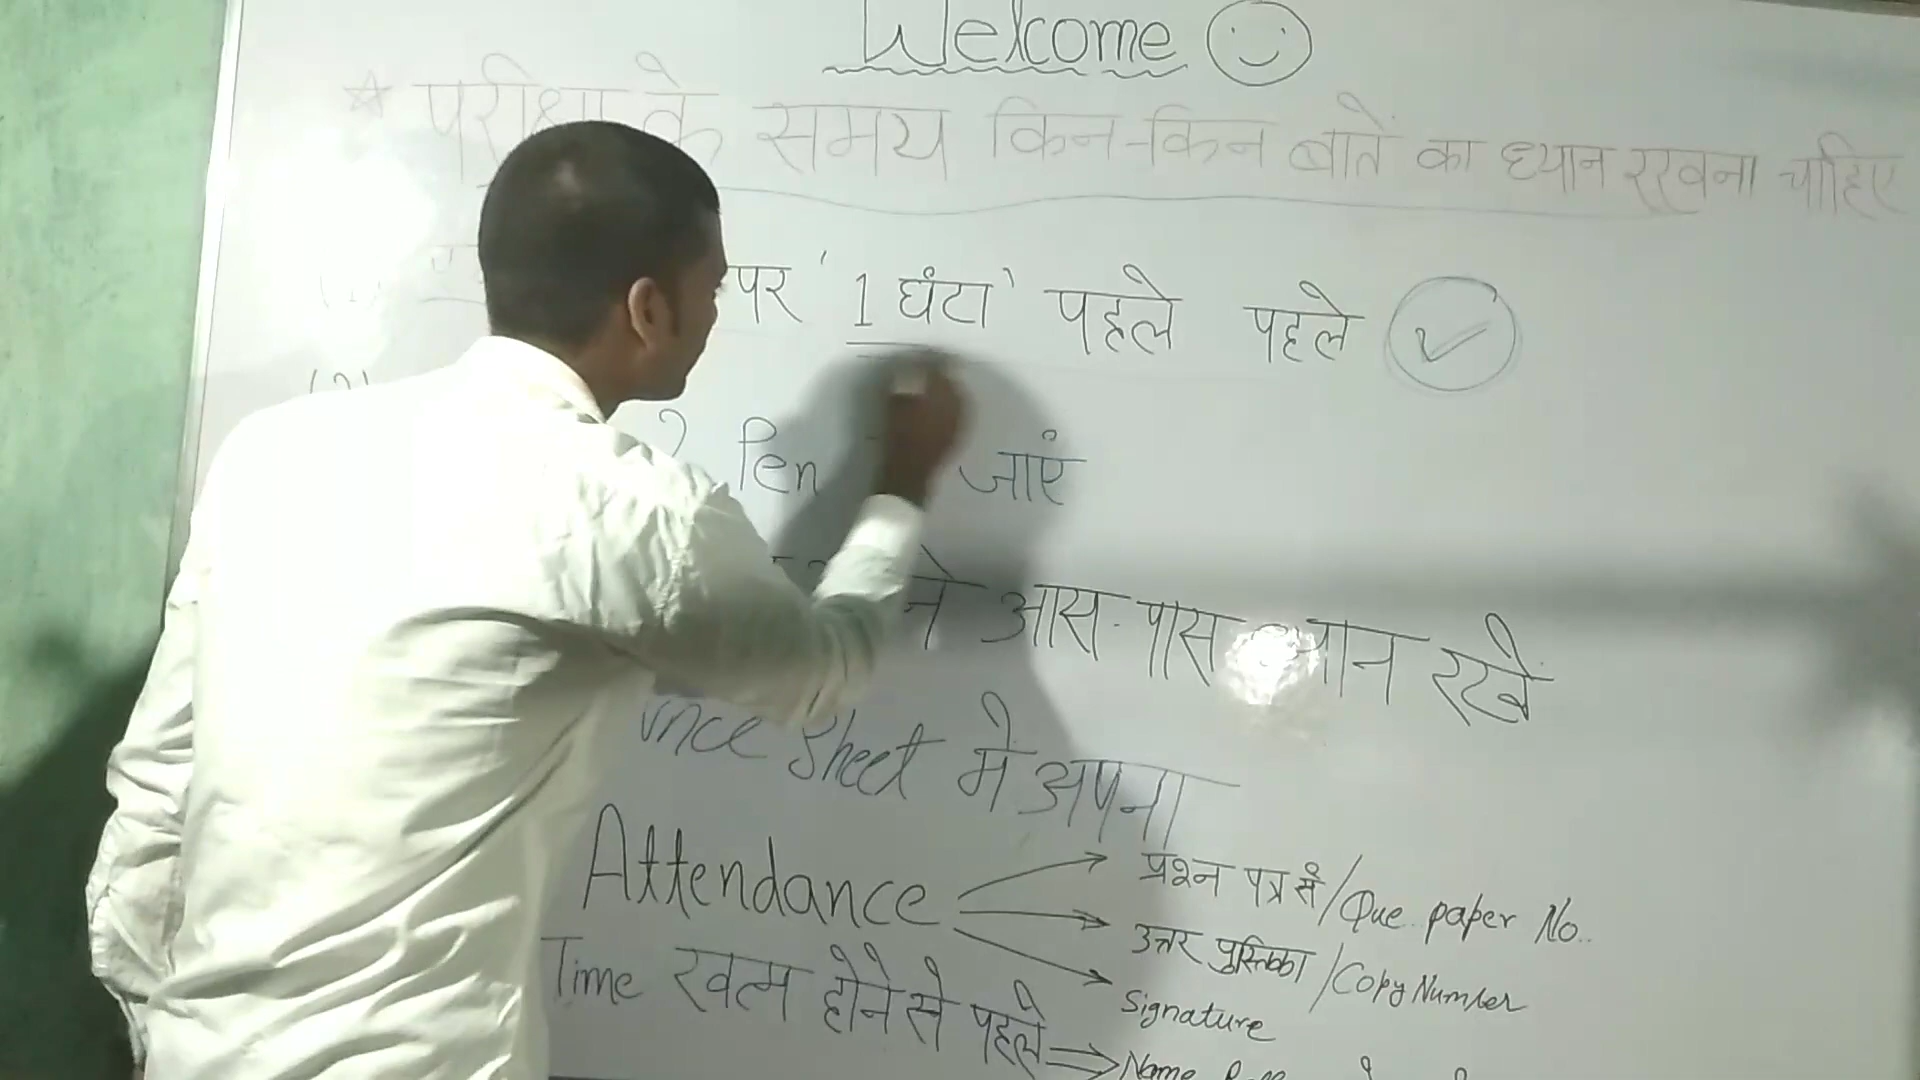 Welcome
* परीक्षा के समय किन-किन बातें का ध्यान रखना चाहिए
पर '1 घंटा' पहले पहले
2 Pen जाएं
ने आस-पास ध्यान रखें
Sheet में अपना
Attendance
प्रश्न पत्र सं / Que. paper No.
उत्तर पुस्तिका / Copy Number
Signature
Time खत्म होने से पहले
Name